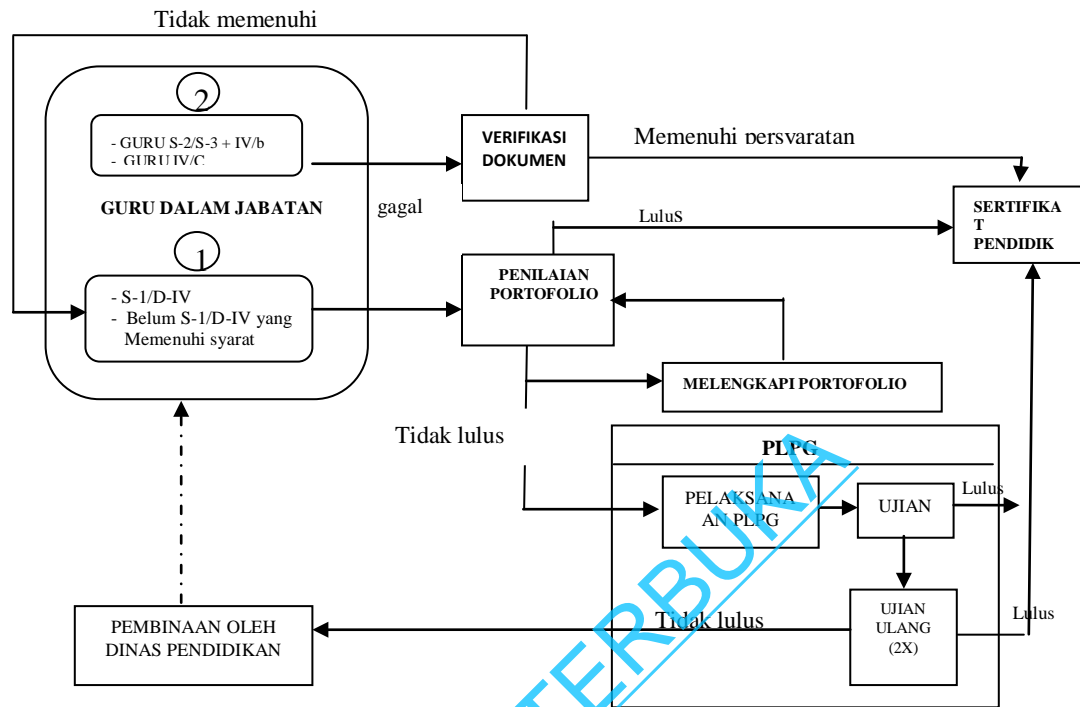 Tidak memenuhi
2
- GURU S-2/S-3 + IV/b
- GURU IV/C
VERIFIKASI
DOKUMEN
Memenuhi persyaratan
GURU DALAM JABATAN
gagal
LuluS
SERTIFIKA
T
PENDIDIK
1
- S-1/D-IV
- Belum S-1/D-IV yang
Memenuhi syarat
PENILAIAN
PORTOFOLIO
MELENGKAPI PORTOFOLIO
Tidak lulus
PLPG
PELAKSANA
AN PLPG
UJIAN
Lulus
PEMBINAAN OLEH
DINAS PENDIDIKAN
Tidak lulus
UJIAN
ULANG
(2X)
Lulus
TERBUKA